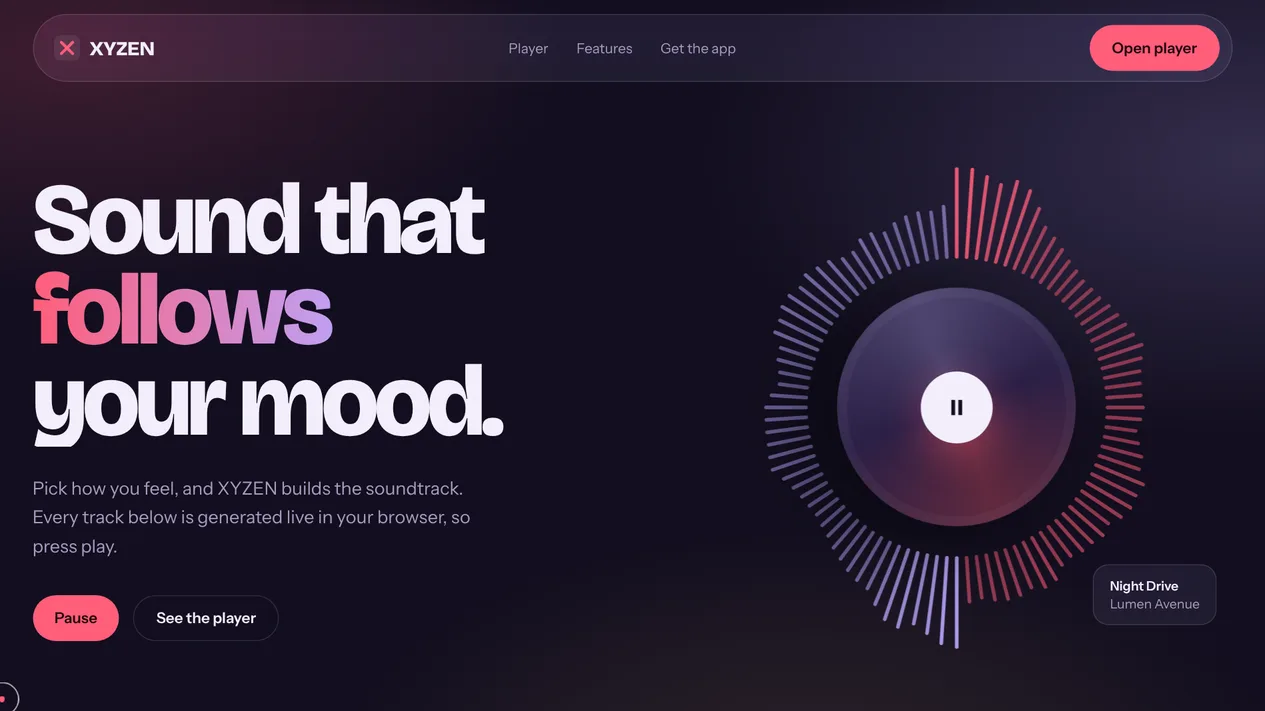 XYZEN
Player
Features
Get the app
Open player
Sound that
follows
your mood.
Pick how you feel, and XYZEN builds the soundtrack.
Every track below is generated live in your browser, so
press play.
Pause
See the player
Night Drive
Lumen Avenue